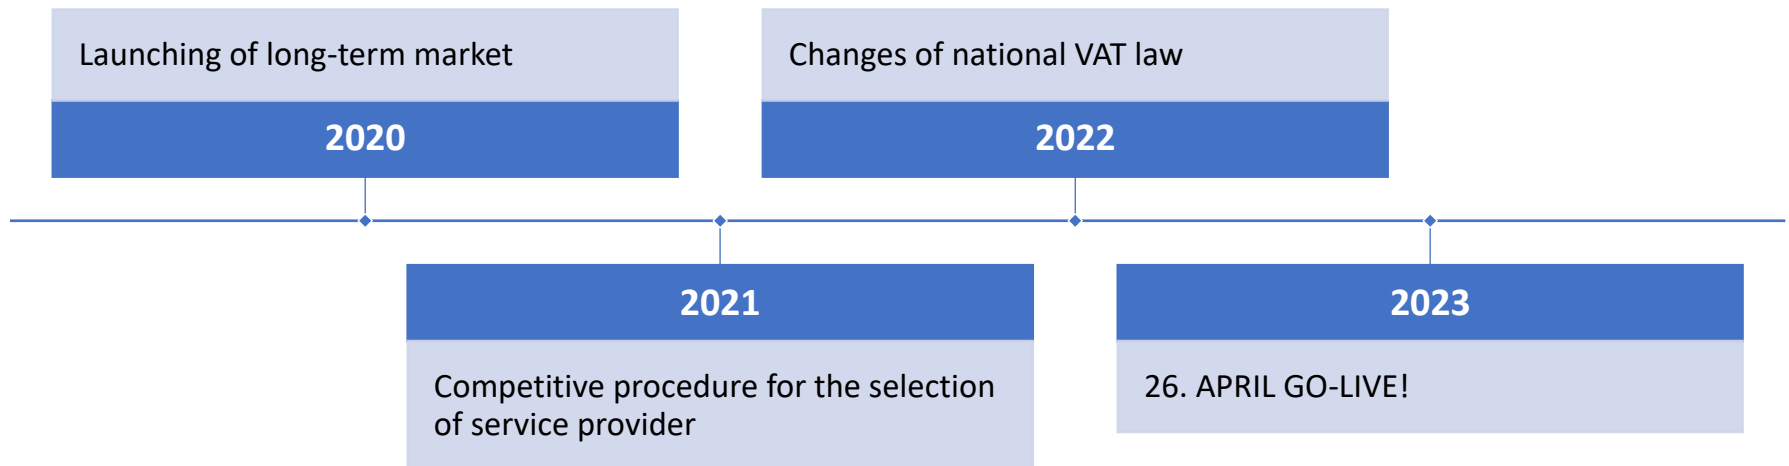 Launching of long-term market
2020
2021
Competitive procedure for the selection
of service provider
Changes of national VAT law
2022
2023
26. APRIL GO-LIVE!